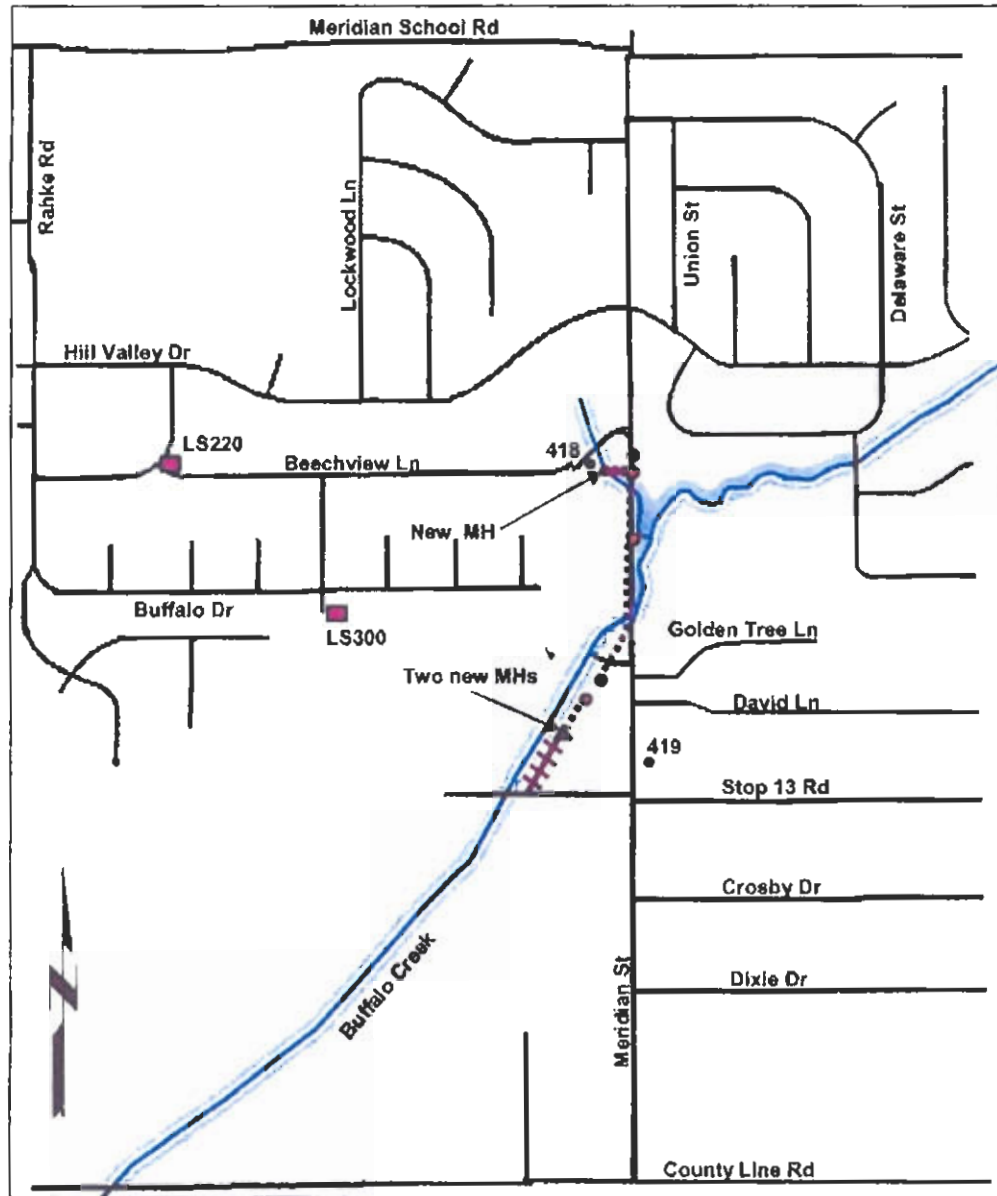 Meridian School Rd
Rahke Rd
Lockwood Ln
Union St
Delaware St
Hill Valley Dr
LS220
418
Beechview Ln
New MH
Buffalo Dr
LS300
Golden Tree Ln
Two new MHs
David Ln
419
Stop 13 Rd
Crosby Dr
Buffalo Creek
Meridian St
Dixie Dr
N
County Line Rd